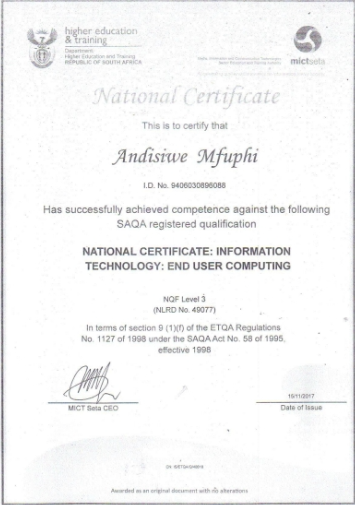 higher education
& training
Department:
Higher Education and Training
REPUBLIC OF SOUTH AFRICA
mictseta
National Certificate
This is to certify that
Andisiwe Mfuphi
I.D. No. 9406030896088
Has successfully achieved competence against the following
SAQA registered qualification
NATIONAL CERTIFICATE: INFORMATION
TECHNOLOGY: END USER COMPUTING
NQF Level 3
(NLRD No. 49077)
In terms of section 9 (1)(f) of the ETQA Regulations
No. 1127 of 1998 under the SAQA Act No. 58 of 1995,
effective 1998
MICT Seta CEO
15/11/2017
Date of Issue
Awarded as an original document with no alterations